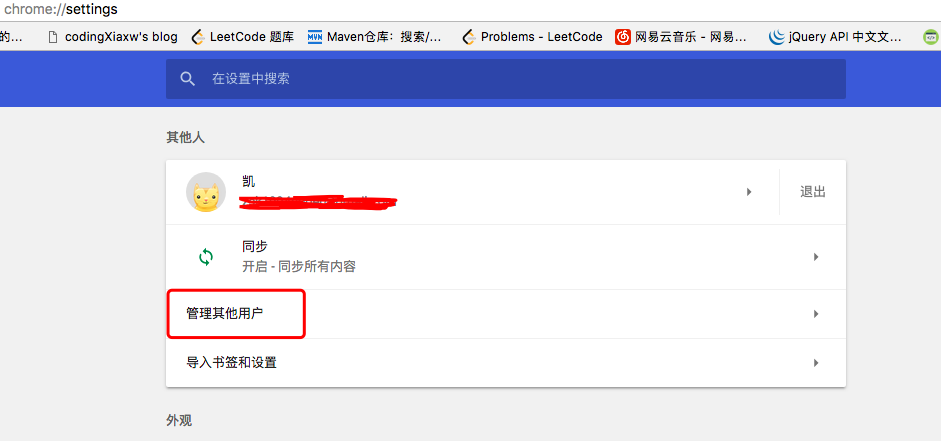 chrome://settings
的... codingXiaxw's blog LeetCode 题库 MVN Maven仓库：搜索/... Problems - LeetCode 网易云音乐 - 网易... jQuery API 中文文...
在设置中搜索
其他人
凯
退出
同步
开启 - 同步所有内容
管理其他用户
导入书签和设置
外观